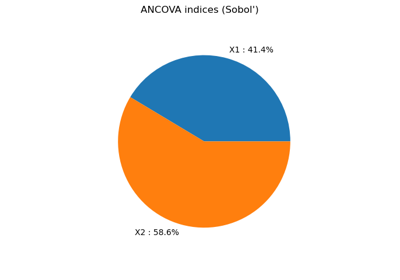 ANCOVA indices (Sobol')
X1 : 41.4%
X2 : 58.6%